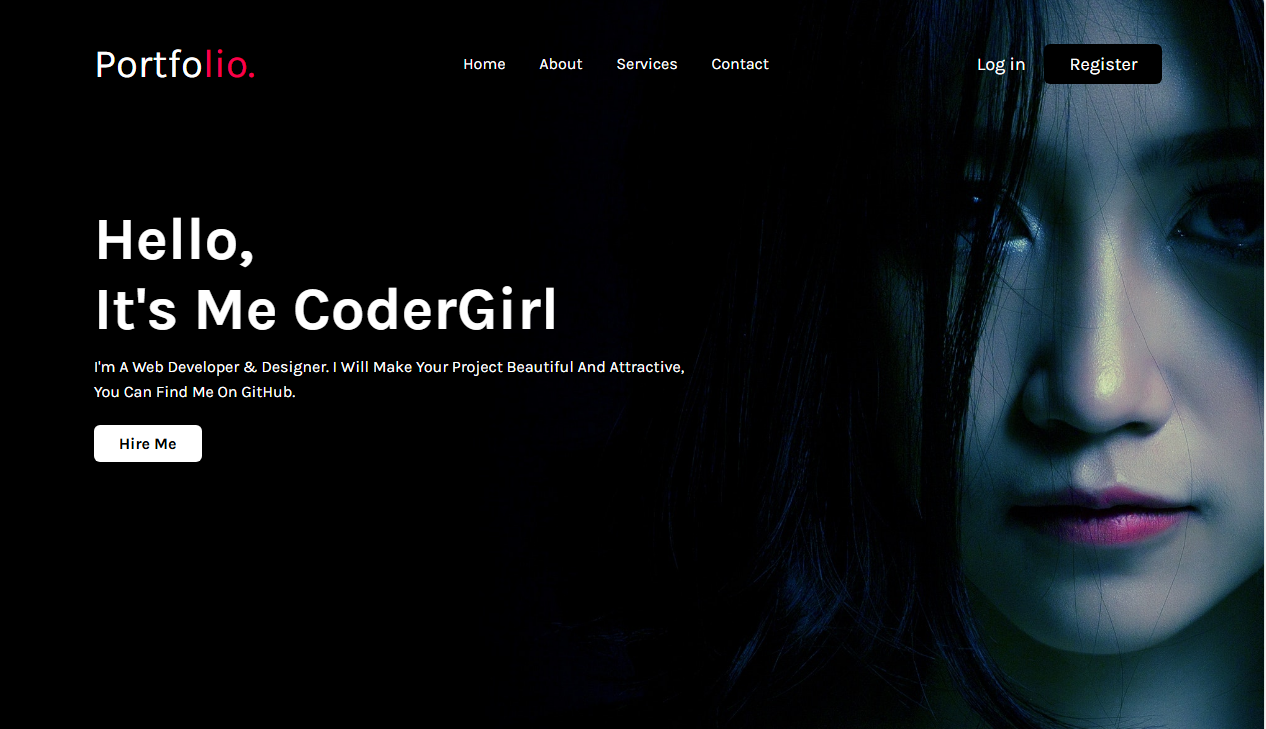 Portfolio.
Home About Services Contact
Log in Register
Hello,
It's Me CoderGirl
I'm A Web Developer & Designer. I Will Make Your Project Beautiful And Attractive,
You Can Find Me On GitHub.
Hire Me